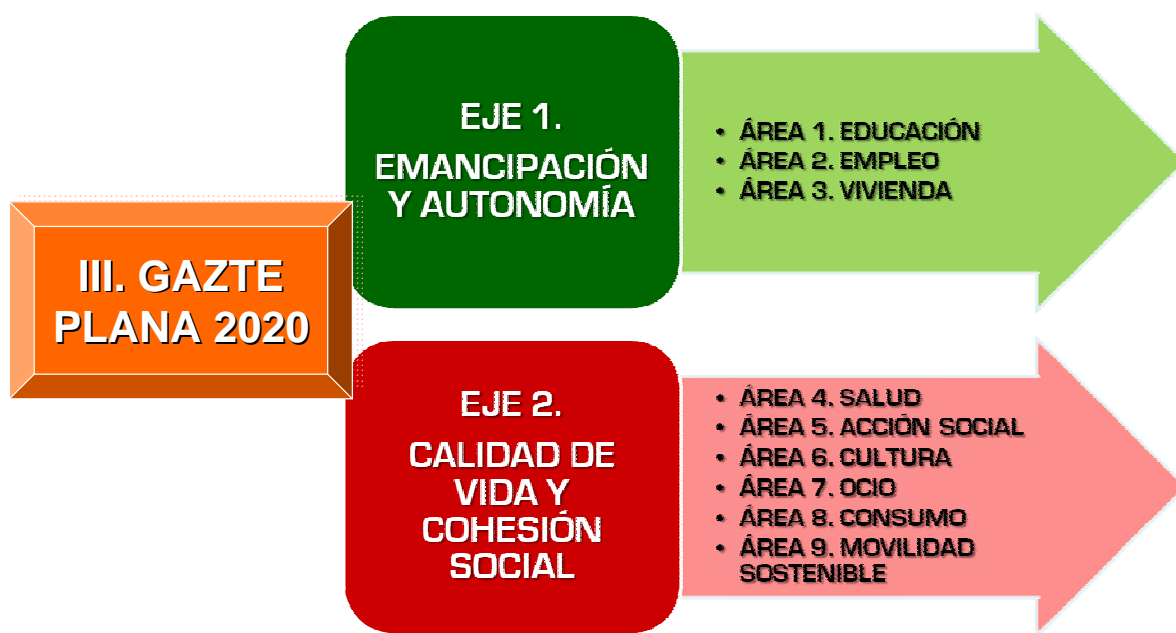 III. GAZTE
PLANA 2020
EJE 1.
EMANCIPACIÓN
Y AUTONOMÍA
• ÁREA 1. EDUCACIÓN
• ÁREA 2. EMPLEO
• ÁREA 3. VIVIENDA
EJE 2.
CALIDAD DE
VIDA Y
COHESIÓN
SOCIAL
• ÁREA 4. SALUD
• ÁREA 5. ACCIÓN SOCIAL
• ÁREA 6. CULTURA
• ÁREA 7. OCIO
• ÁREA 8. CONSUMO
• ÁREA 9. MOVILIDAD
SOSTENIBLE